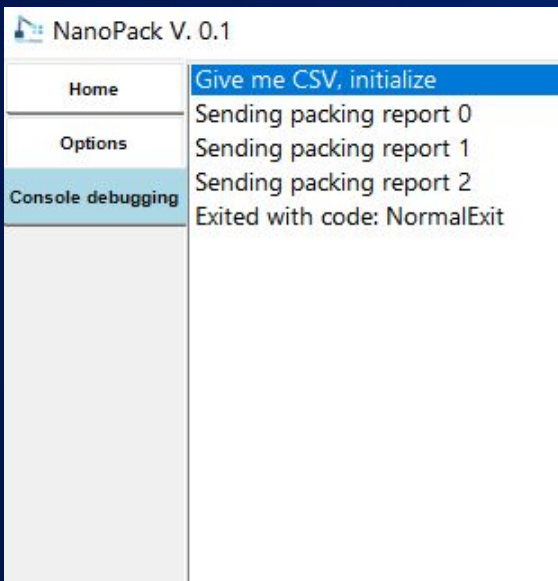 NanoPack V. 0.1
Home
Options
Console debugging
Give me CSV, initialize
Sending packing report 0
Sending packing report 1
Sending packing report 2
Exited with code: NormalExit